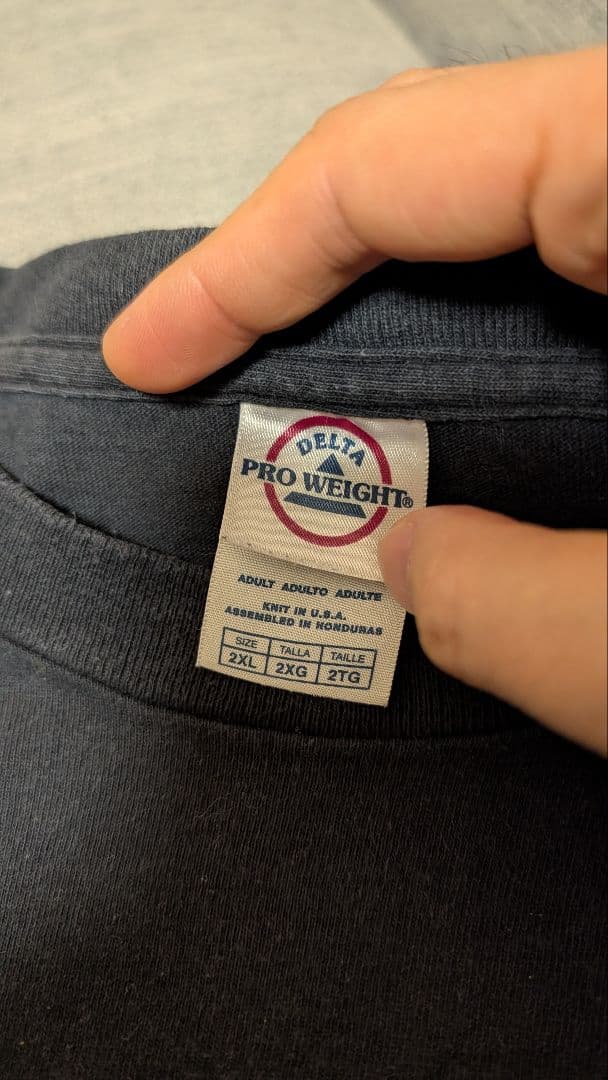 DELTA
PRO WEIGHT®
ADULT ADULTO ADULTE
KNIT IN U.S.A.
ASSEMBLED IN HONDURAS
SIZE TALLA TAILLE
2XL 2XG 2TG